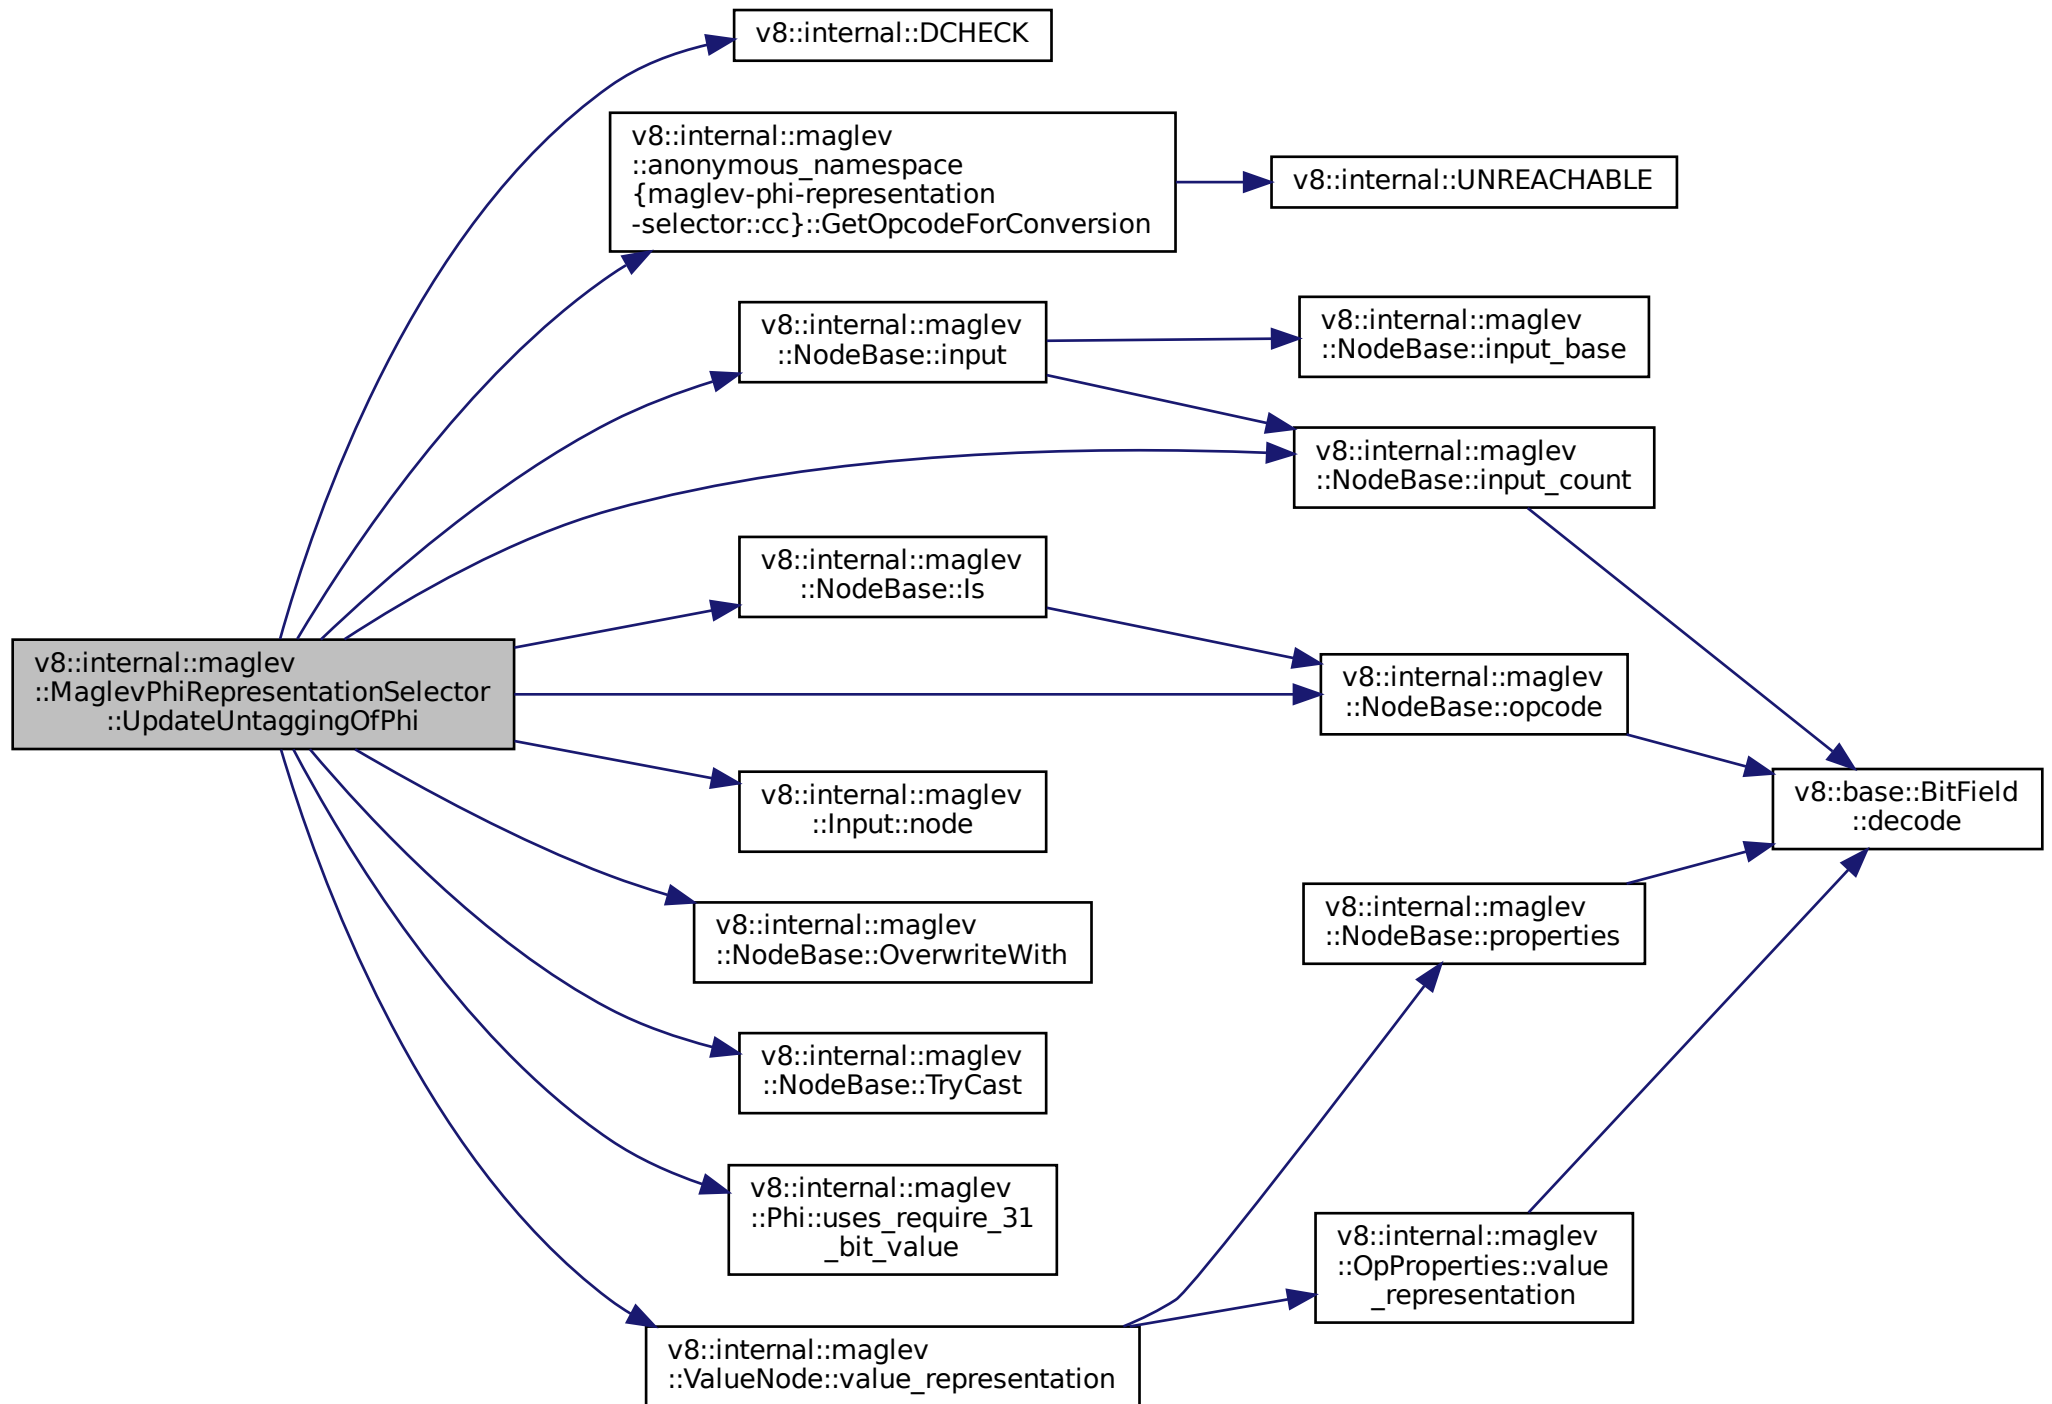 v8::internal::DCHECK
v8::internal::maglev
::anonymous_namespace
{maglev-phi-representation
-selector::cc}::GetOpcodeForConversion
v8::internal::UNREACHABLE
v8::internal::maglev
::NodeBase::input
v8::internal::maglev
::NodeBase::input_base
v8::internal::maglev
::NodeBase::input_count
v8::internal::maglev
::NodeBase::Is
v8::internal::maglev
::MaglevPhiRepresentationSelector
::UpdateUntaggingOfPhi
v8::internal::maglev
::NodeBase::opcode
v8::internal::maglev
::Input::node
v8::base::BitField
::decode
v8::internal::maglev
::NodeBase::OverwriteWith
v8::internal::maglev
::NodeBase::properties
v8::internal::maglev
::NodeBase::TryCast
v8::internal::maglev
::Phi::uses_require_31
_bit_value
v8::internal::maglev
::OpProperties::value
_representation
v8::internal::maglev
::ValueNode::value_representation